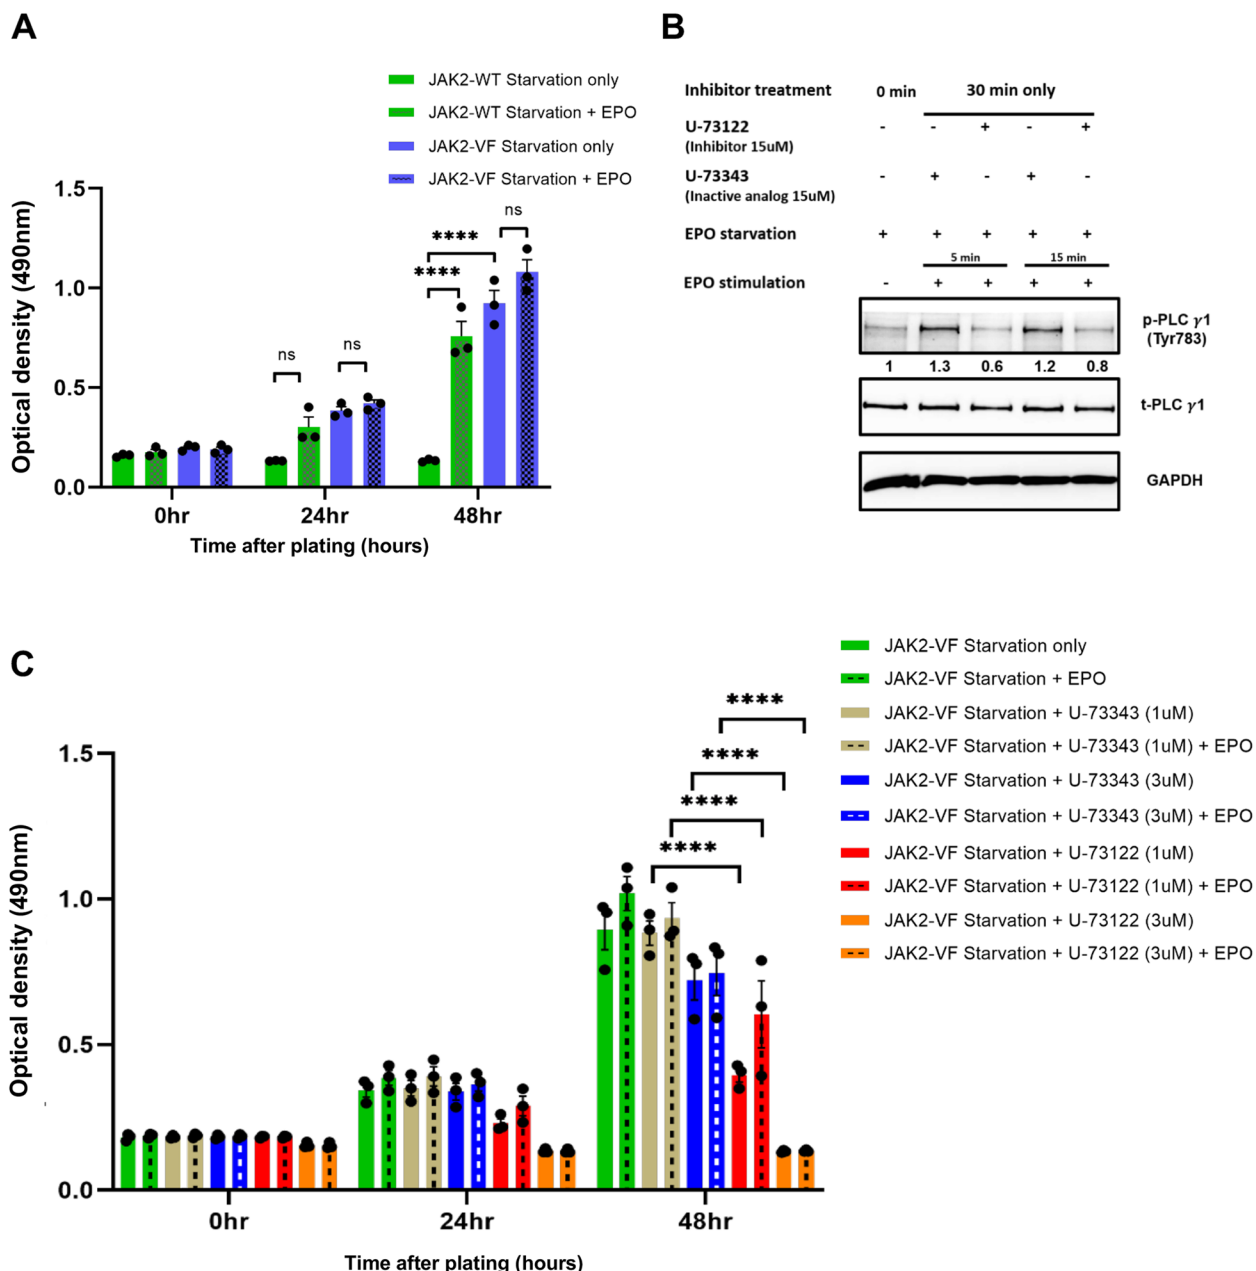 A
JAK2-WT Starvation only
JAK2-WT Starvation + EPO
JAK2-VF Starvation only
JAK2-VF Starvation + EPO
Optical density (490nm)
1.5
1.0
0.5
0.0
ns
ns
****
****
ns
0hr
24hr
48hr
Time after plating (hours)
B
Inhibitor treatment 0 min 30 min only
U-73122 - - + - +
(Inhibitor 15uM)
U-73343 - + - + -
(Inactive analog 15uM)
EPO starvation + + + + +
5 min 15 min
EPO stimulation - + + + +
p-PLC γ1
(Tyr783)
1 1.3 0.6 1.2 0.8
t-PLC γ1
GAPDH
C
JAK2-VF Starvation only
JAK2-VF Starvation + EPO
JAK2-VF Starvation + U-73343 (1uM)
JAK2-VF Starvation + U-73343 (1uM) + EPO
JAK2-VF Starvation + U-73343 (3uM)
JAK2-VF Starvation + U-73343 (3uM) + EPO
JAK2-VF Starvation + U-73122 (1uM)
JAK2-VF Starvation + U-73122 (1uM) + EPO
JAK2-VF Starvation + U-73122 (3uM)
JAK2-VF Starvation + U-73122 (3uM) + EPO
Optical density (490nm)
1.5
1.0
0.5
0.0
****
****
****
****
0hr
24hr
48hr
Time after plating (hours)